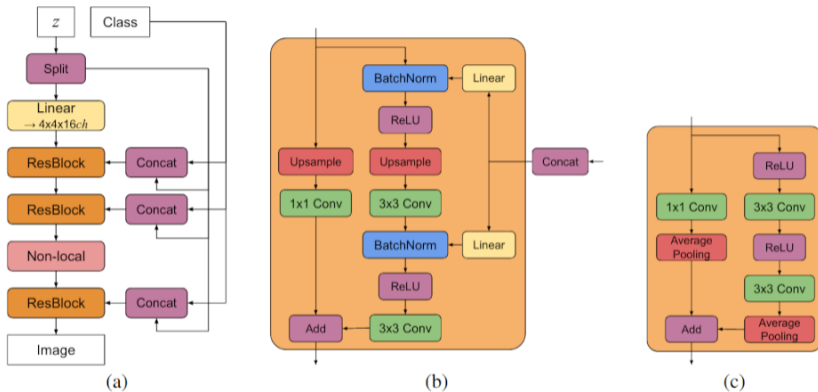 z
Class
Split
Linear
→ 4x4x16ch
ResBlock
Concat
ResBlock
Concat
Non-local
ResBlock
Concat
Image
(a)
BatchNorm
Linear
ReLU
Upsample
Upsample
Concat
1x1 Conv
3x3 Conv
BatchNorm
Linear
ReLU
Add
3x3 Conv
(b)
ReLU
1x1 Conv
3x3 Conv
Average
Pooling
ReLU
3x3 Conv
Add
Average
Pooling
(c)